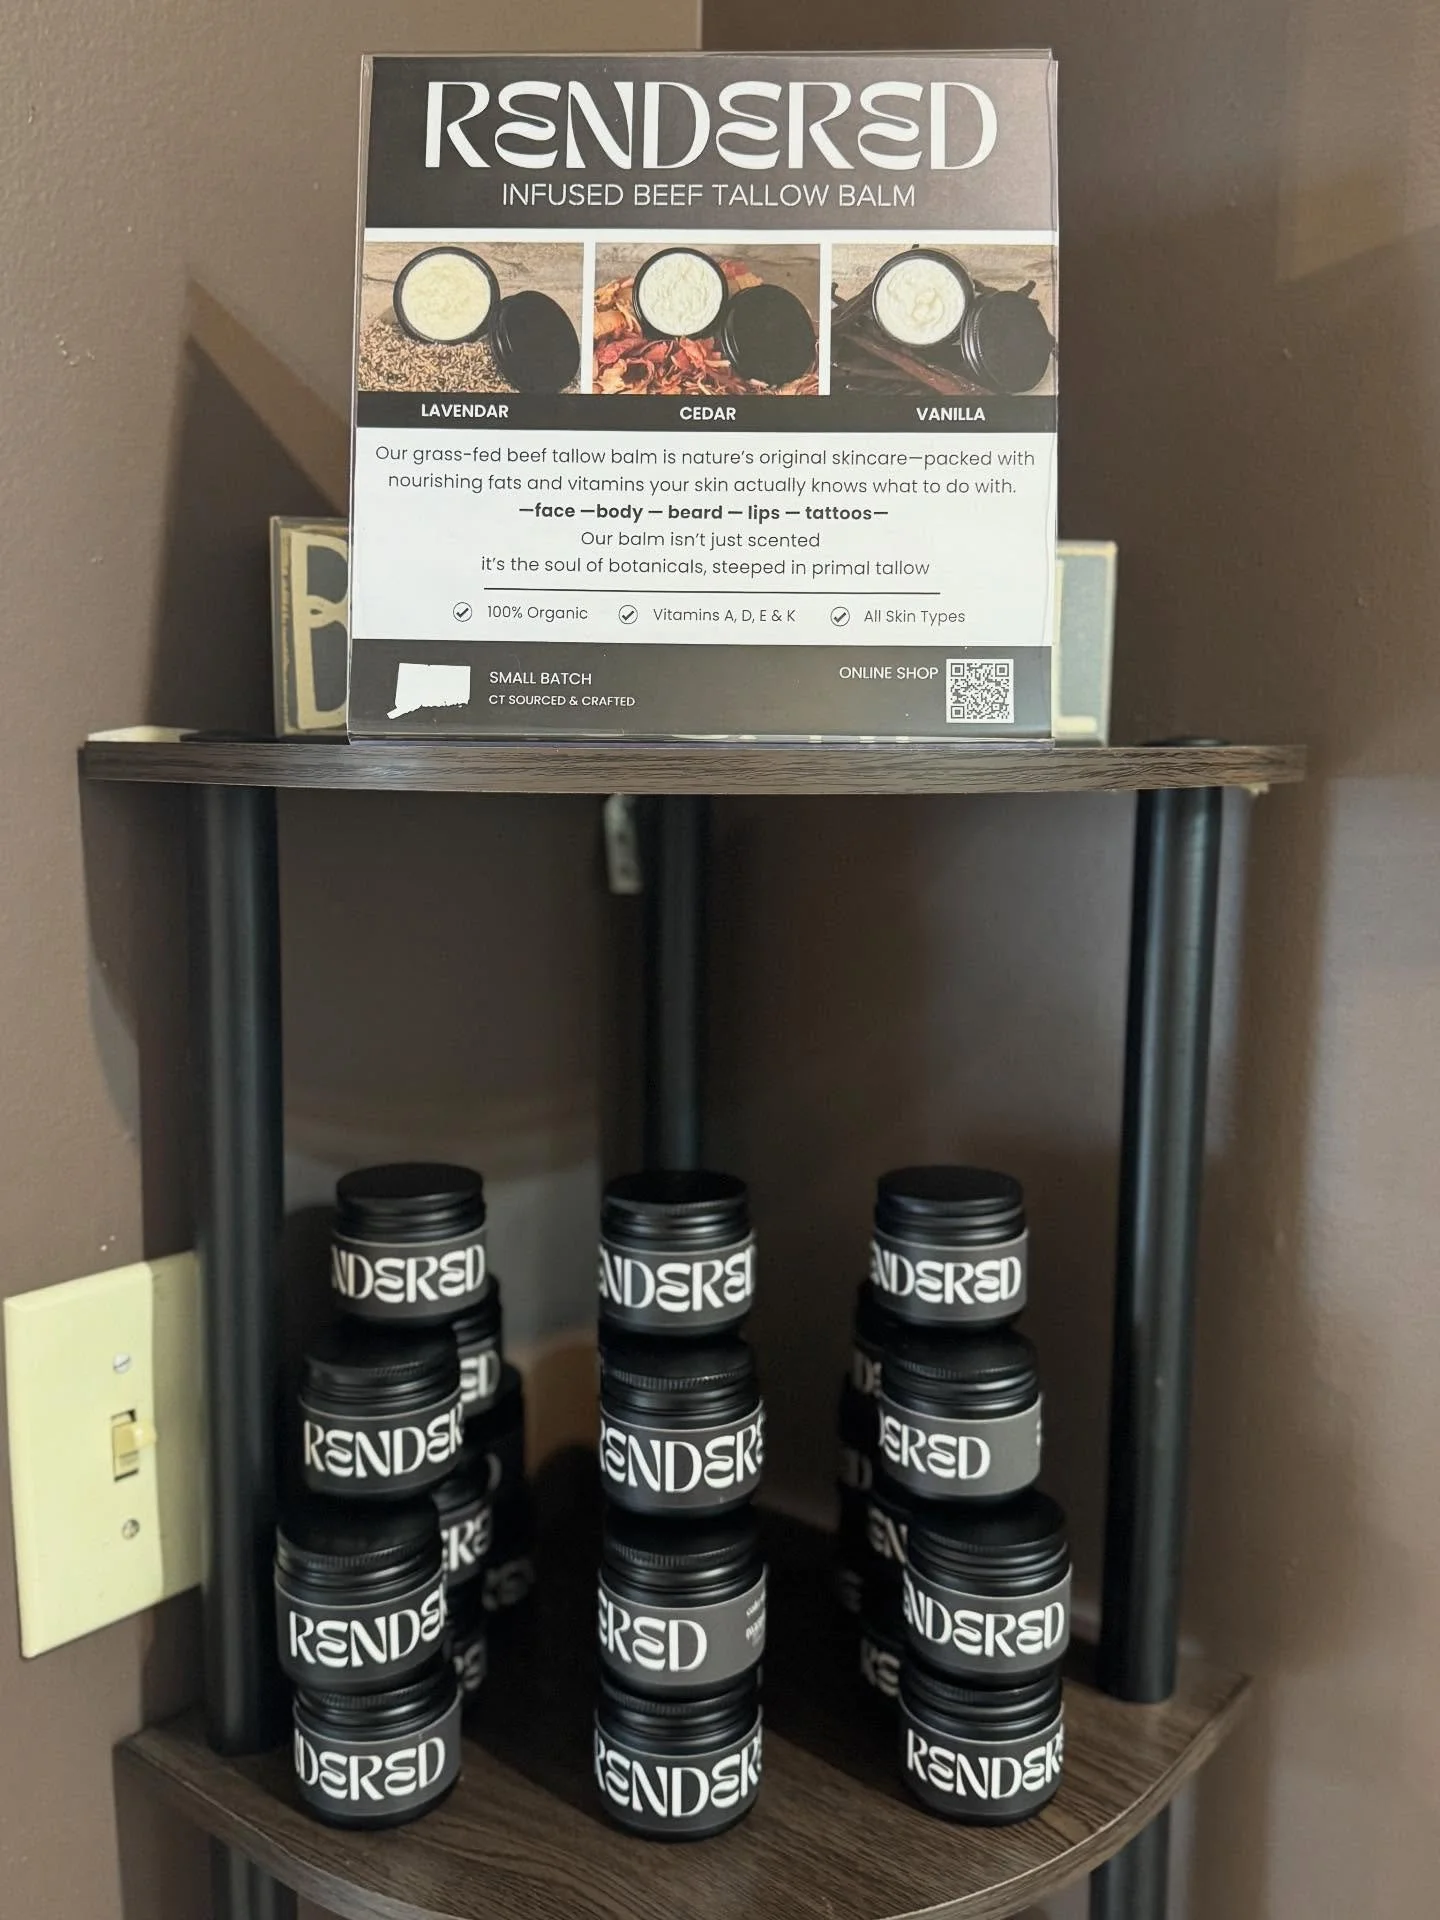 RENDERED
INFUSED BEEF TALLOW BALM
LAVENDAR CEDAR VANILLA
Our grass-fed beef tallow balm is nature's original skincare—packed with
nourishing fats and vitamins your skin actually knows what to do with.
—face —body — beard — lips — tattoos—
Our balm isn't just scented
it's the soul of botanicals, steeped in primal tallow
100% Organic Vitamins A, D, E & K All Skin Types
SMALL BATCH ONLINE SHOP
CT SOURCED & CRAFTED
B L
NDERED NDERED NDERED
RENDER RENDERE DERED
RENDE ERED NDERED
DERED RENDER RENDER